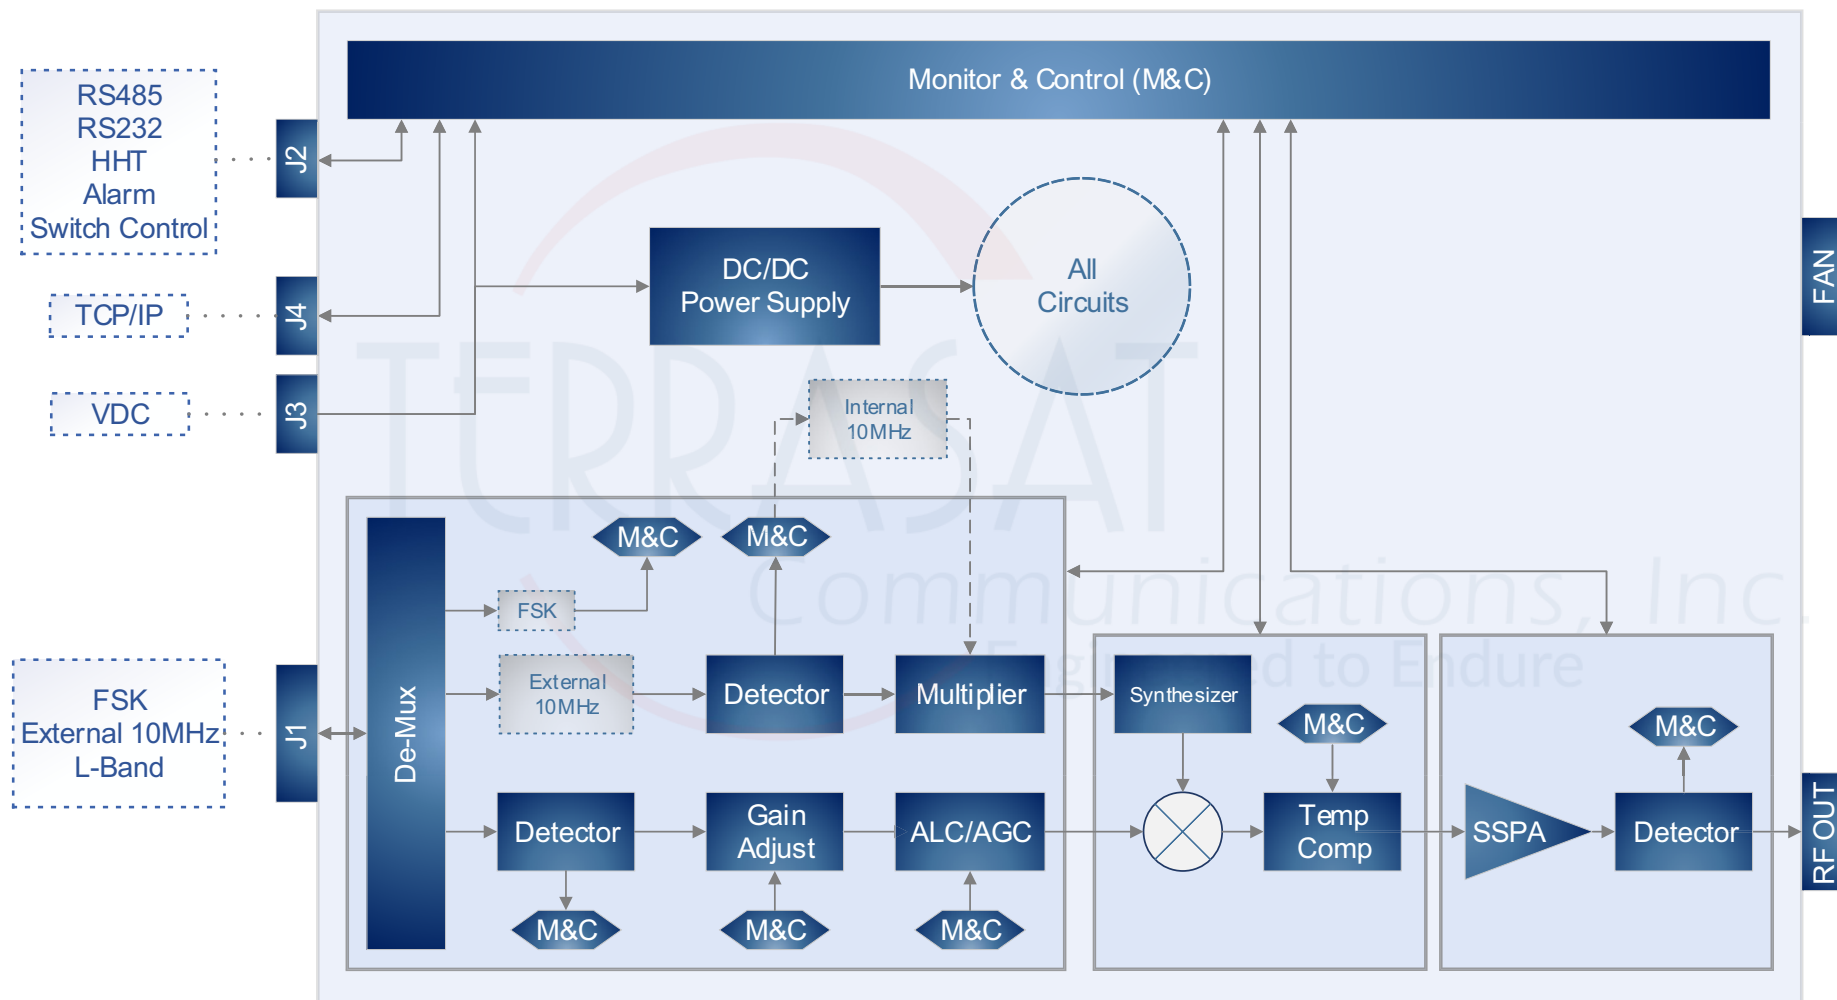 Monitor & Control (M&C)
RS485
RS232
HHT
Alarm
Switch Control
J2
TCP/IP
J4
VDC
J3
DC/DC
Power Supply
All
Circuits
FAN
Internal
10MHz
TERRASAT
Communications, Inc.
Engineered to Endure
M&C
M&C
FSK
FSK
External 10MHz
L-Band
J1
De-Mux
External
10MHz
Detector
Multiplier
Synthesizer
M&C
M&C
Detector
Gain
Adjust
ALC/AGC
Temp
Comp
SSPA
Detector
RF OUT
M&C
M&C
M&C